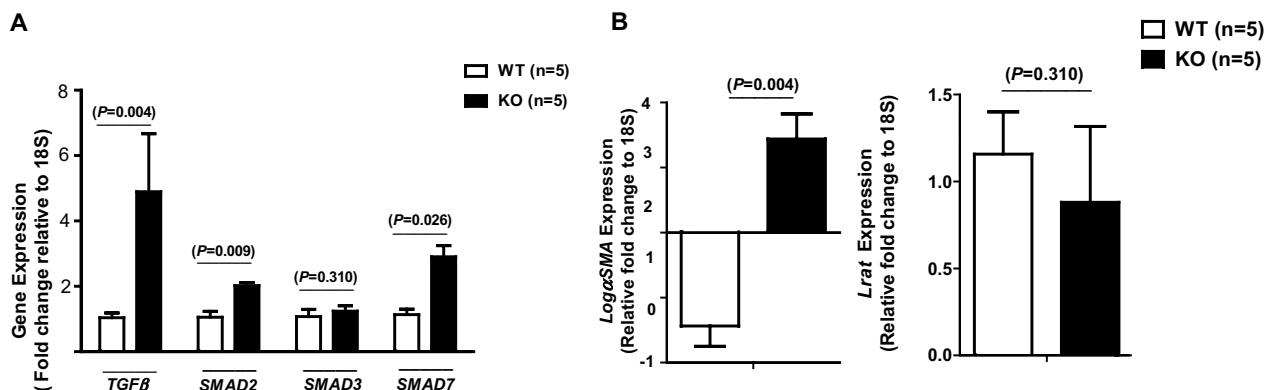 A
WT (n=5)
KO (n=5)
Gene Expression
( Fold change relative to 18S)
8
6
4
2
(P=0.004)
(P=0.009)
(P=0.310)
(P=0.026)
TGFβ
SMAD2
SMAD3
SMAD7
B
WT (n=5)
KO (n=5)
LogαSMA Expression
(Relative fold change to 18S)
4
3
2
1
0
-1
(P=0.004)
Lrat Expression
(Relative fold change to 18S)
1.5
1.0
0.5
0.0
(P=0.310)